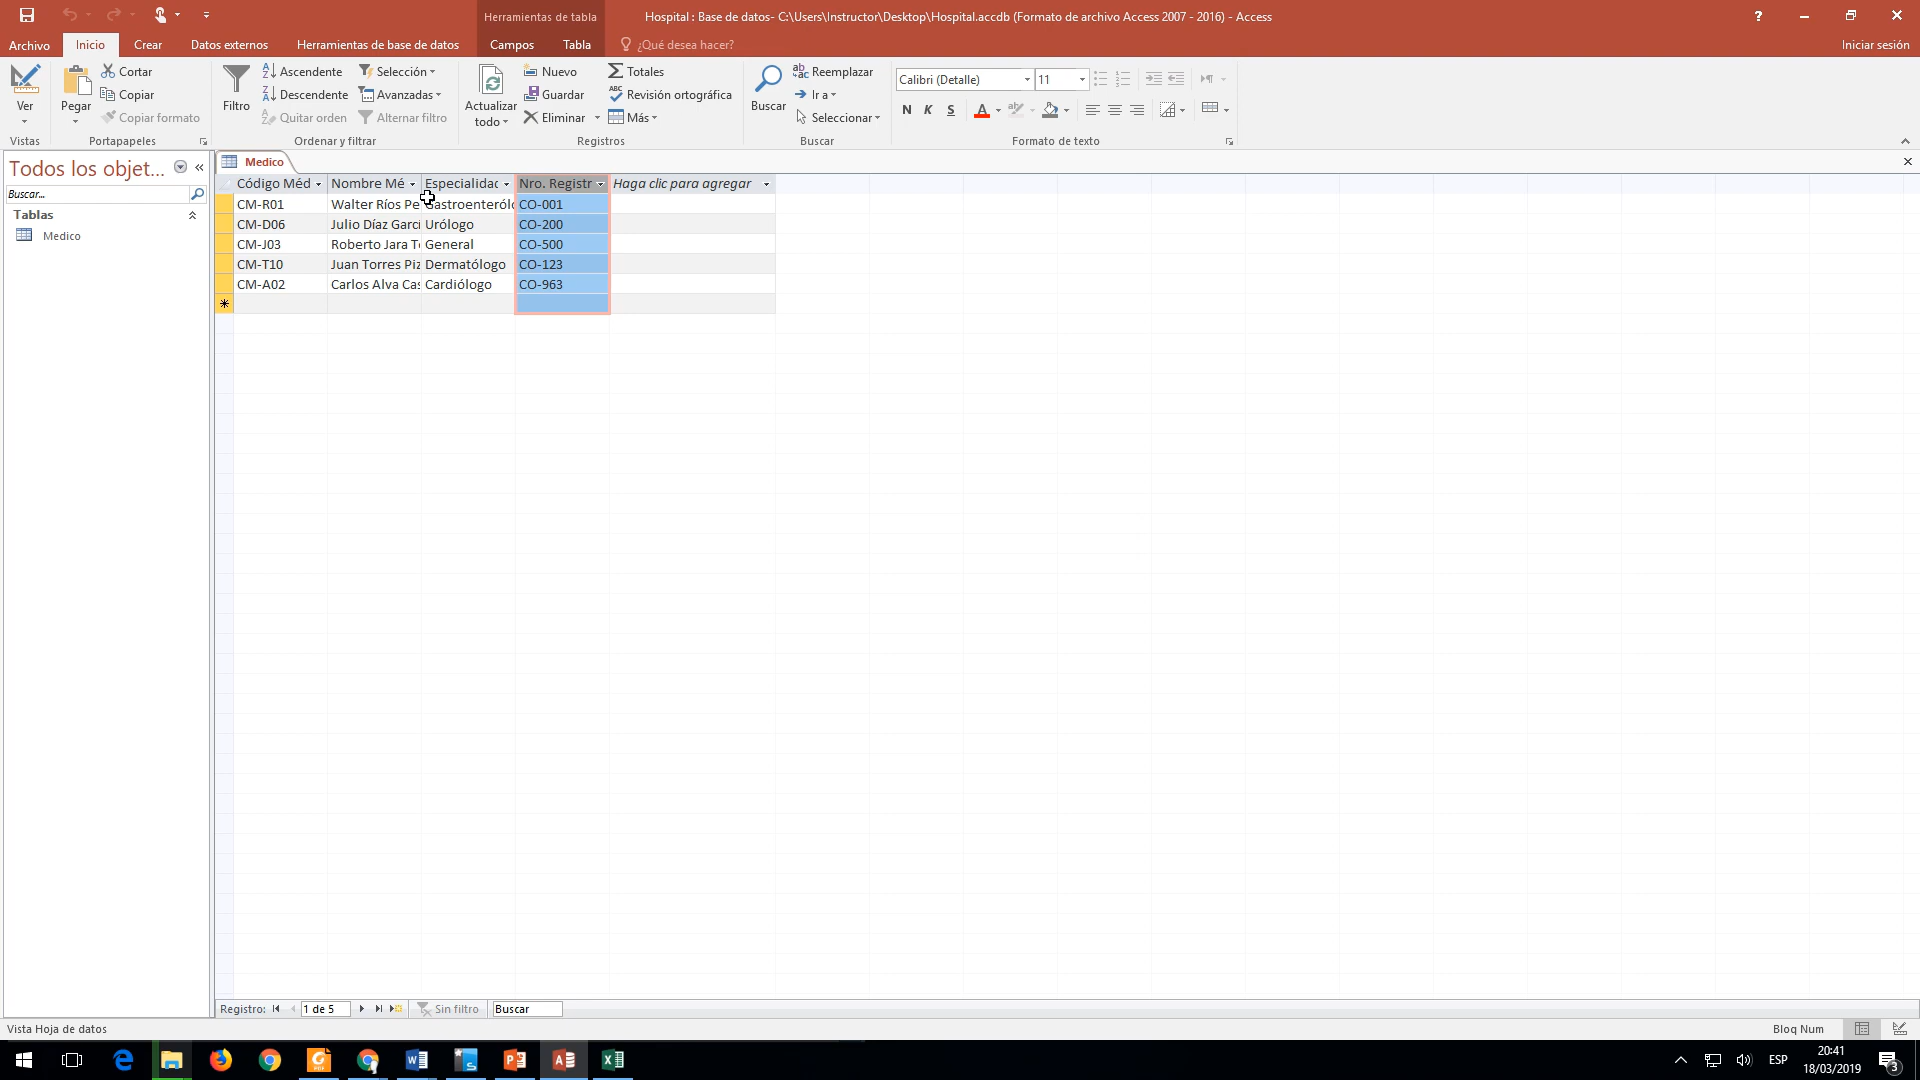 Herramientas de tabla
Hospital : Base de datos- C:\Users\Instructor\Desktop\Hospital.accdb (Formato de archivo Access 2007 - 2016) - Access
?
Archivo Inicio Crear Datos externos Herramientas de base de datos Campos Tabla ¿Qué desea hacer? Iniciar sesión
Ver
Vistas
Pegar
Cortar
Copiar
Copiar formato
Portapapeles
Filtro
Ascendente
Descendente
Quitar orden
Selección
Avanzadas
Alternar filtro
Ordenar y filtrar
Actualizar
todo
Nuevo
Guardar
Eliminar
Totales
Revisión ortográfica
Más
Registros
Buscar
Reemplazar
Ir a
Seleccionar
Buscar
Calibri (Detalle) 11
N K S
Formato de texto
Todos los objet...
Buscar...
Tablas
Medico
Medico
Código Méd Nombre Mé Especialidac Nro. Registr Haga clic para agregar
CM-R01 Walter Ríos Pe Gastroenterólo CO-001
CM-D06 Julio Díaz Garci Urólogo CO-200
CM-J03 Roberto Jara To General CO-500
CM-T10 Juan Torres Piz Dermatólogo CO-123
CM-A02 Carlos Alva Cas Cardiólogo CO-963
Registro: 1 de 5 Sin filtro Buscar
Vista Hoja de datos
Bloq Num
ESP
20:41
18/03/2019
3